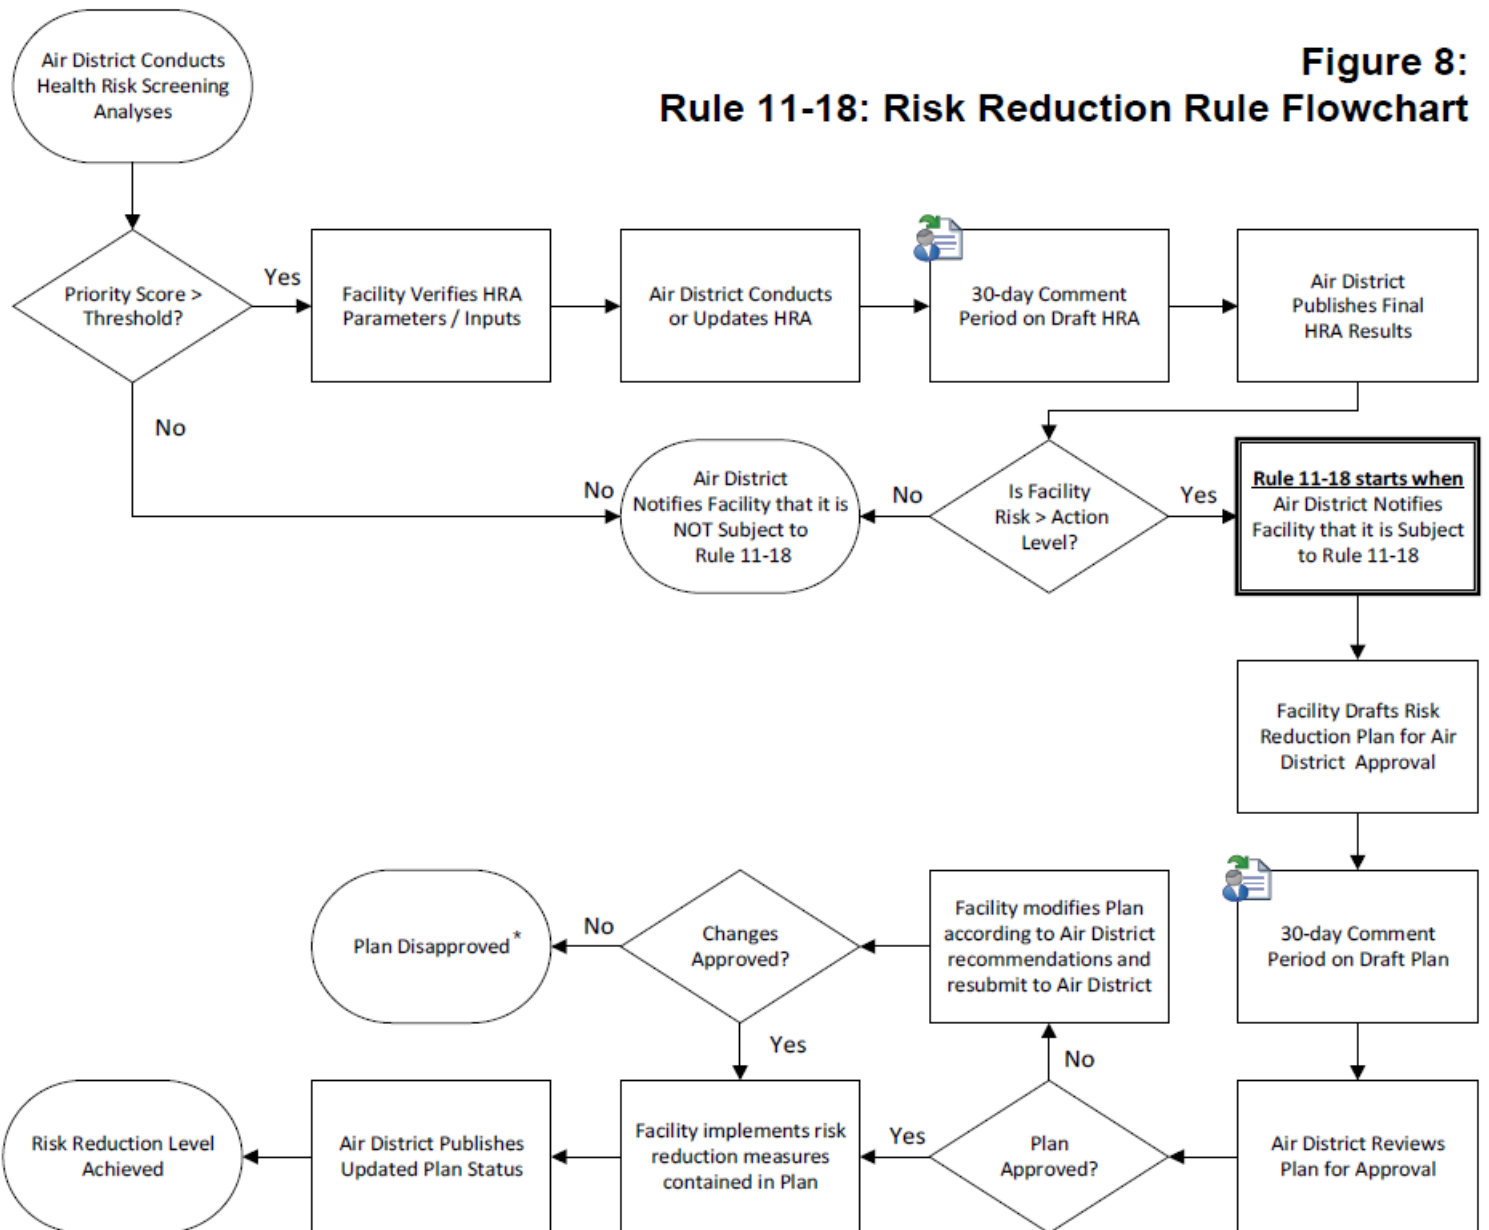 Figure 8:
Rule 11-18: Risk Reduction Rule Flowchart
Air District Conducts
Health Risk Screening
Analyses
Priority Score >
Threshold?
Yes
Facility Verifies HRA
Parameters / Inputs
Air District Conducts
or Updates HRA
30-day Comment
Period on Draft HRA
Air District
Publishes Final
HRA Results
No
No
Air District
Notifies Facility that it is
NOT Subject to
Rule 11-18
No
Is Facility
Risk > Action
Level?
Yes
Rule 11-18 starts when
Air District Notifies
Facility that it is Subject
to Rule 11-18
Facility Drafts Risk
Reduction Plan for Air
District Approval
Plan Disapproved*
No
Changes
Approved?
Facility modifies Plan
according to Air District
recommendations and
resubmit to Air District
30-day Comment
Period on Draft Plan
Yes
No
Risk Reduction Level
Achieved
Air District Publishes
Updated Plan Status
Facility implements risk
reduction measures
contained in Plan
Yes
Plan
Approved?
Air District Reviews
Plan for Approval